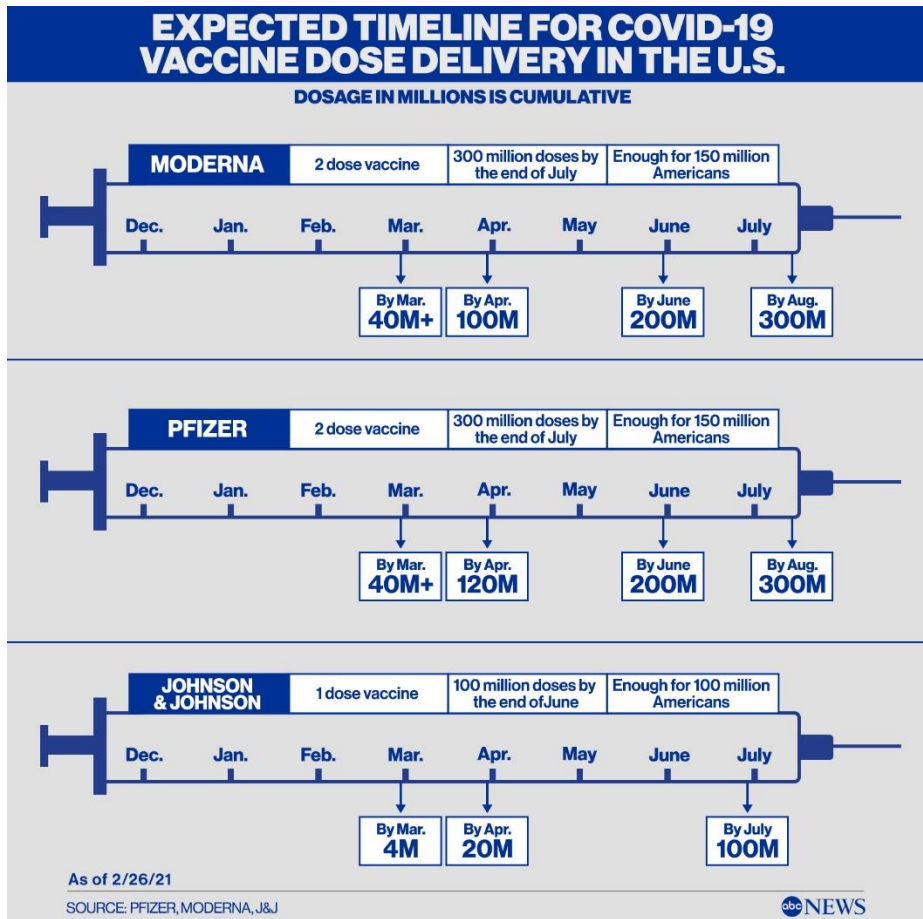 EXPECTED TIMELINE FOR COVID-19
VACCINE DOSE DELIVERY IN THE U.S.
DOSAGE IN MILLIONS IS CUMULATIVE
MODERNA
2 dose vaccine
300 million doses by
the end of July
Enough for 150 million
Americans
Dec. Jan. Feb. Mar. Apr. May June July
By Mar.
40M+
By Apr.
100M
By June
200M
By Aug.
300M
PFIZER
2 dose vaccine
300 million doses by
the end of July
Enough for 150 million
Americans
Dec. Jan. Feb. Mar. Apr. May June July
By Mar.
40M+
By Apr.
120M
By June
200M
By Aug.
300M
JOHNSON
& JOHNSON
1 dose vaccine
100 million doses by
the end ofJune
Enough for 100 million
Americans
Dec. Jan. Feb. Mar. Apr. May June July
By Mar.
4M
By Apr.
20M
By July
100M
As of 2/26/21
SOURCE: PFIZER, MODERNA, J&J
abc NEWS